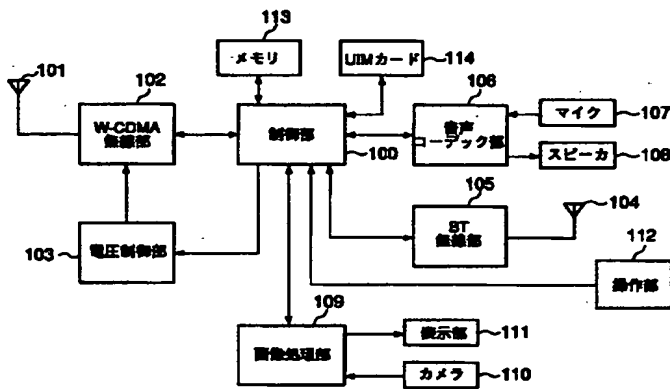 113
メモリ
UIMカード
114
101
102
W-CDMA
無線部
制御部
100
106
音声
コーデック部
マイク
107
スピーカ
108
105
BT
無線部
104
103
電圧制御部
112
操作部
109
画像処理部
表示部
111
カメラ
110